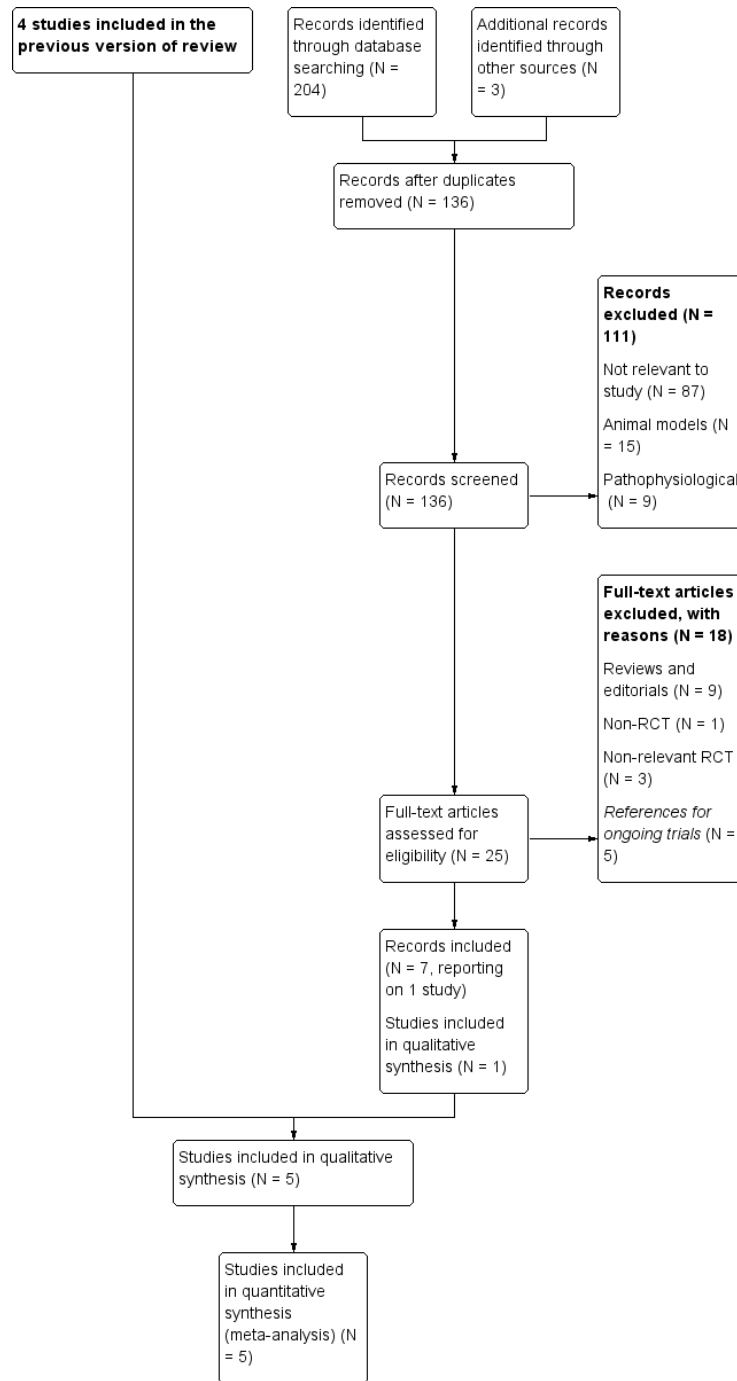 4 studies included in the
previous version of review
Records identified
through database
searching (N =
204)
Additional records
identified through
other sources (N
= 3)
Records after duplicates
removed (N = 136)
Records
excluded (N =
111)
Not relevant to
study (N = 87)
Animal models (N
= 15)
Pathophysiological
(N = 9)
Records screened
(N = 136)
Full-text articles
excluded, with
reasons (N = 18)
Reviews and
editorials (N = 9)
Non-RCT (N = 1)
Non-relevant RCT
(N = 3)
References for
ongoing trials (N =
5)
Full-text articles
assessed for
eligibility (N = 25)
Records included
(N = 7, reporting
on 1 study)
Studies included
in qualitative
synthesis (N = 1)
Studies included in qualitative
synthesis (N = 5)
Studies included
in quantitative
synthesis
(meta-analysis) (N
= 5)